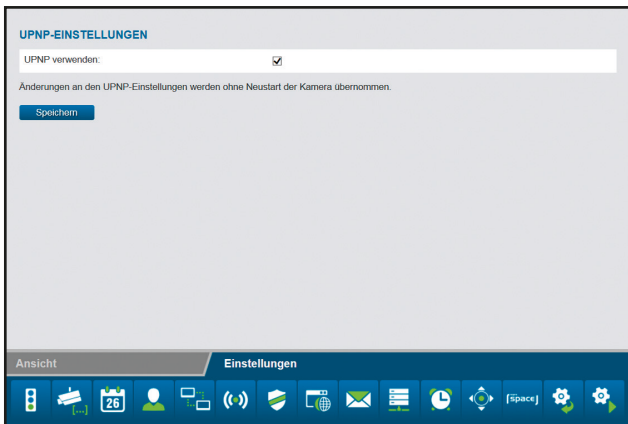 UPNP-EINSTELLUNGEN
UPNP verwenden:
Änderungen an den UPNP-Einstellungen werden ohne Neustart der Kamera übernommen.
Speichern
Ansicht
Einstellungen
[...]
26
[space]